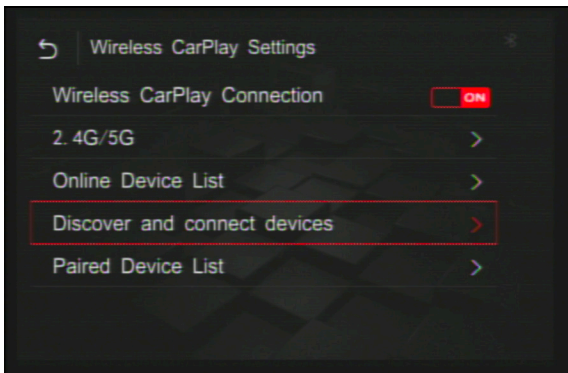 Wireless CarPlay Settings
Wireless CarPlay Connection ON
2.4G/5G
Online Device List
Discover and connect devices
Paired Device List